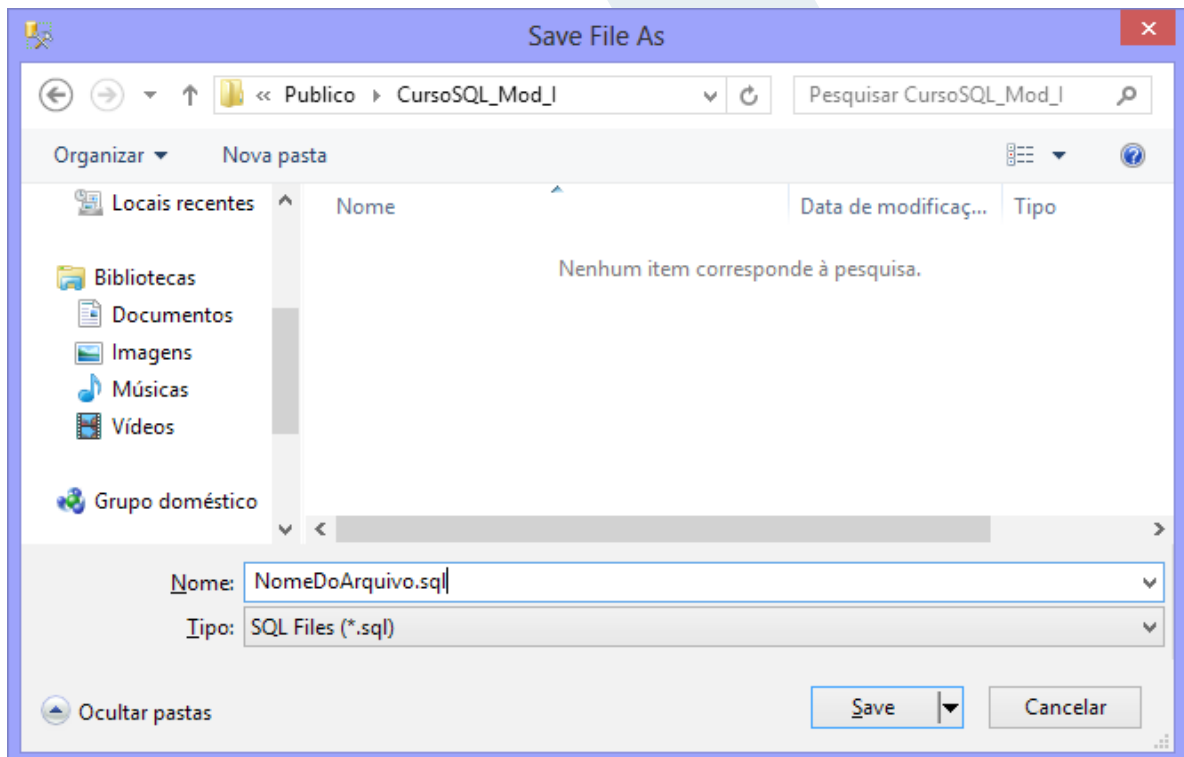 Save File As
« Publico CursoSQL_Mod_I Pesquisar CursoSQL_Mod_I
Organizar Nova pasta
Locais recentes
Nome Data de modificaç... Tipo
Nenhum item corresponde à pesquisa.
Bibliotecas
Documentos
Imagens
Músicas
Vídeos
Grupo doméstico
Nome: NomeDoArquivo.sql
Tipo: SQL Files (*.sql)
Ocultar pastas Save Cancelar